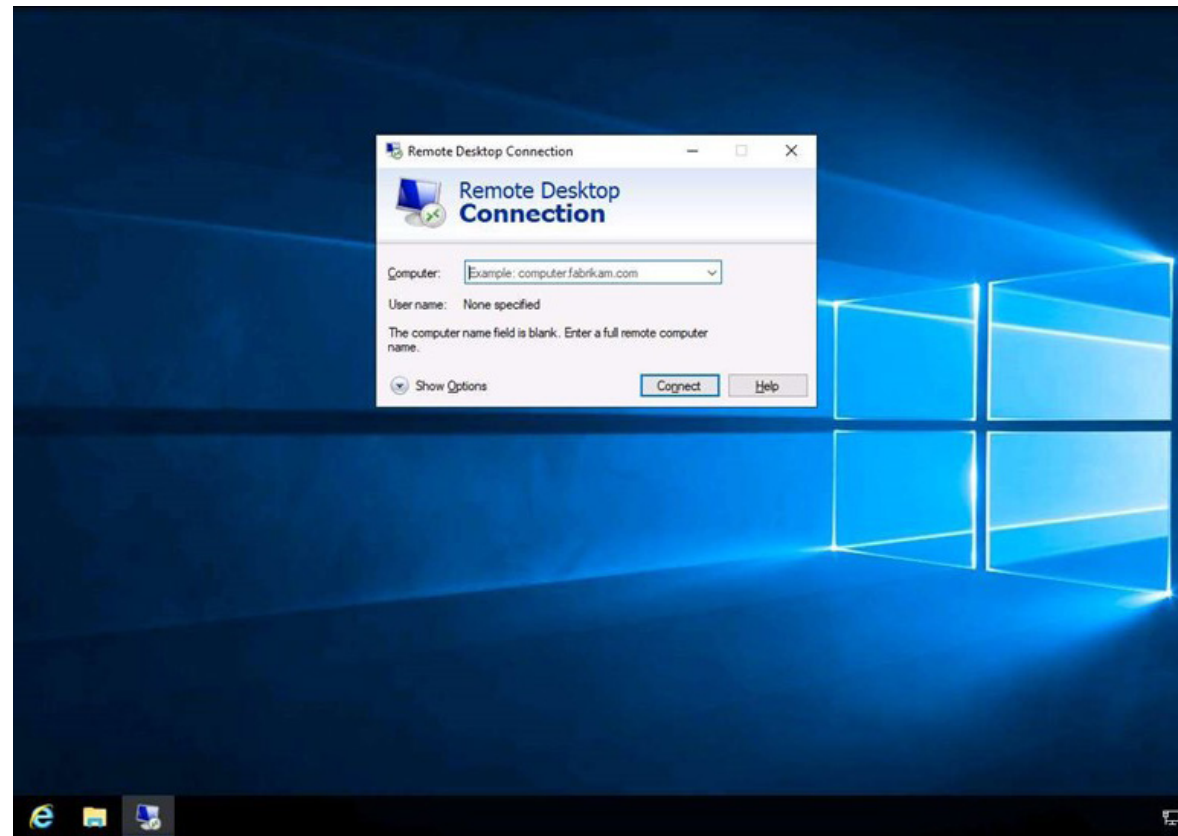 Remote Desktop Connection
Remote Desktop
Connection
Computer: Example: computer.fabrikam.com
User name: None specified
The computer name field is blank. Enter a full remote computer
name.
Show Options Connect Help